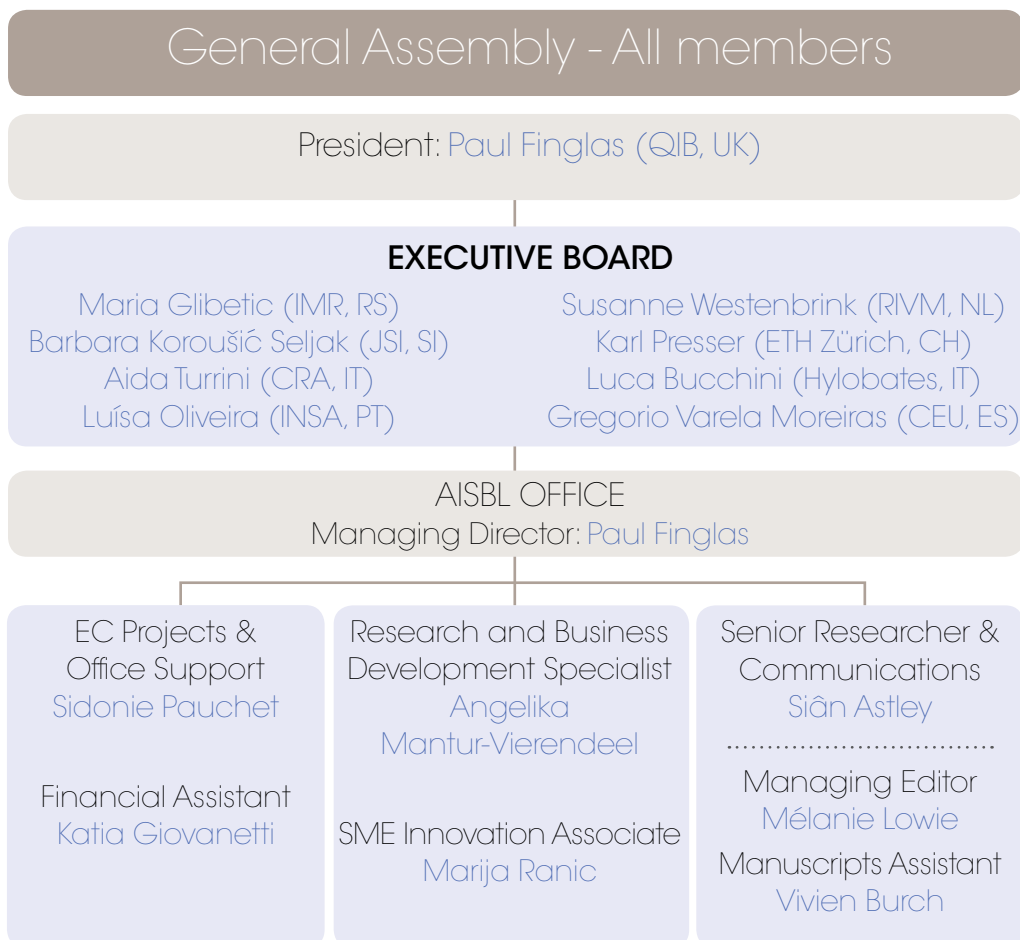 General Assembly - All members
President: Paul Finglas (QIB, UK)
EXECUTIVE BOARD
Maria Glibetic (IMR, RS)
Barbara Koroušić Seljak (JSI, SI)
Aida Turrini (CRA, IT)
Luísa Oliveira (INSA, PT)
Susanne Westenbrink (RIVM, NL)
Karl Presser (ETH Zürich, CH)
Luca Bucchini (Hylobates, IT)
Gregorio Varela Moreiras (CEU, ES)
AISBL OFFICE
Managing Director: Paul Finglas
EC Projects &
Office Support
Sidonie Pauchet
Financial Assistant
Katia Giovanetti
Research and Business
Development Specialist
Angelika
Mantur-Vierendeel
SME Innovation Associate
Marija Ranic
Senior Researcher &
Communications
Siân Astley
Managing Editor
Mélanie Lowie
Manuscripts Assistant
Vivien Burch